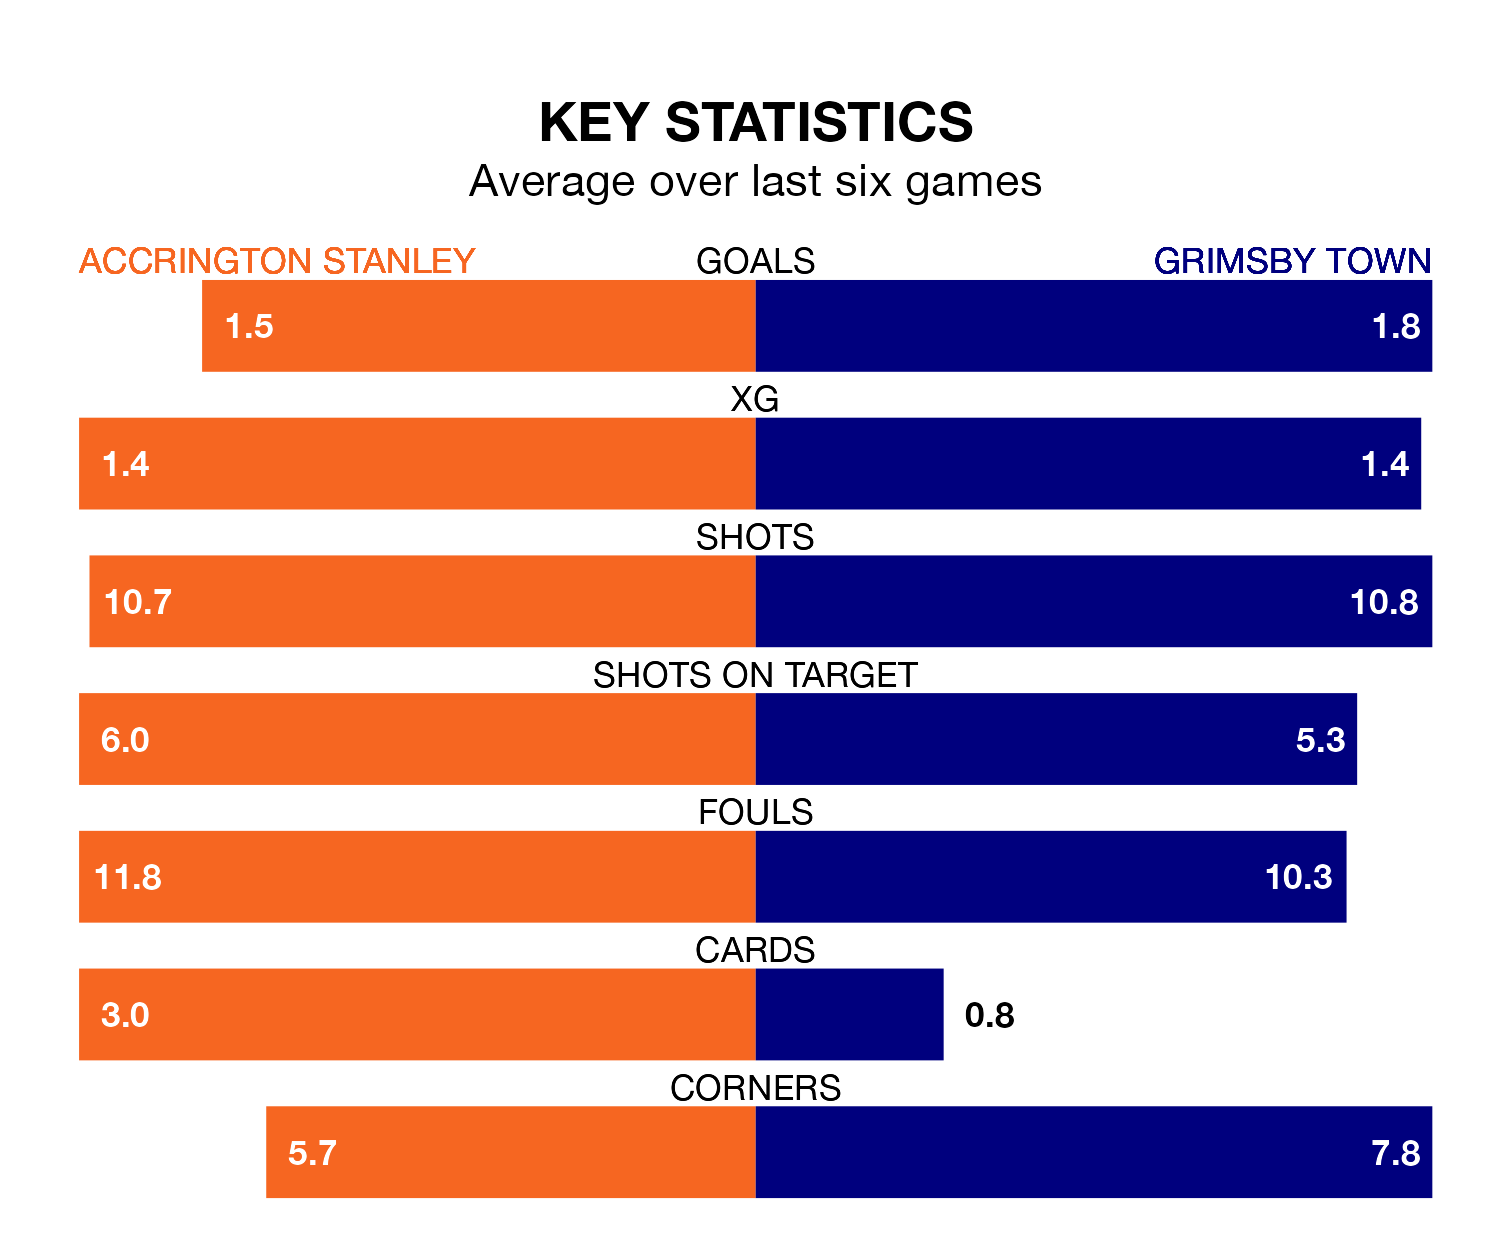 KEY STATISTICS
Average over last six games
ACCRINGTON STANLEY GOALS GRIMSBY TOWN
1.5 1.8
XG
1.4 1.4
SHOTS
10.7 10.8
SHOTS ON TARGET
6.0 5.3
FOULS
11.8 10.3
CARDS
3.0 0.8
CORNERS
5.7 7.8